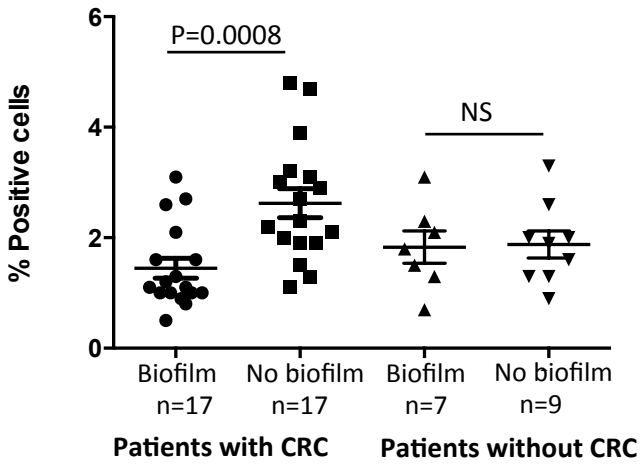 % Positive cells
6
4
2
0
P=0.0008
NS
Biofilm No biofilm Biofilm No biofilm
n=17 n=17 n=7 n=9
Patients with CRC Patients without CRC